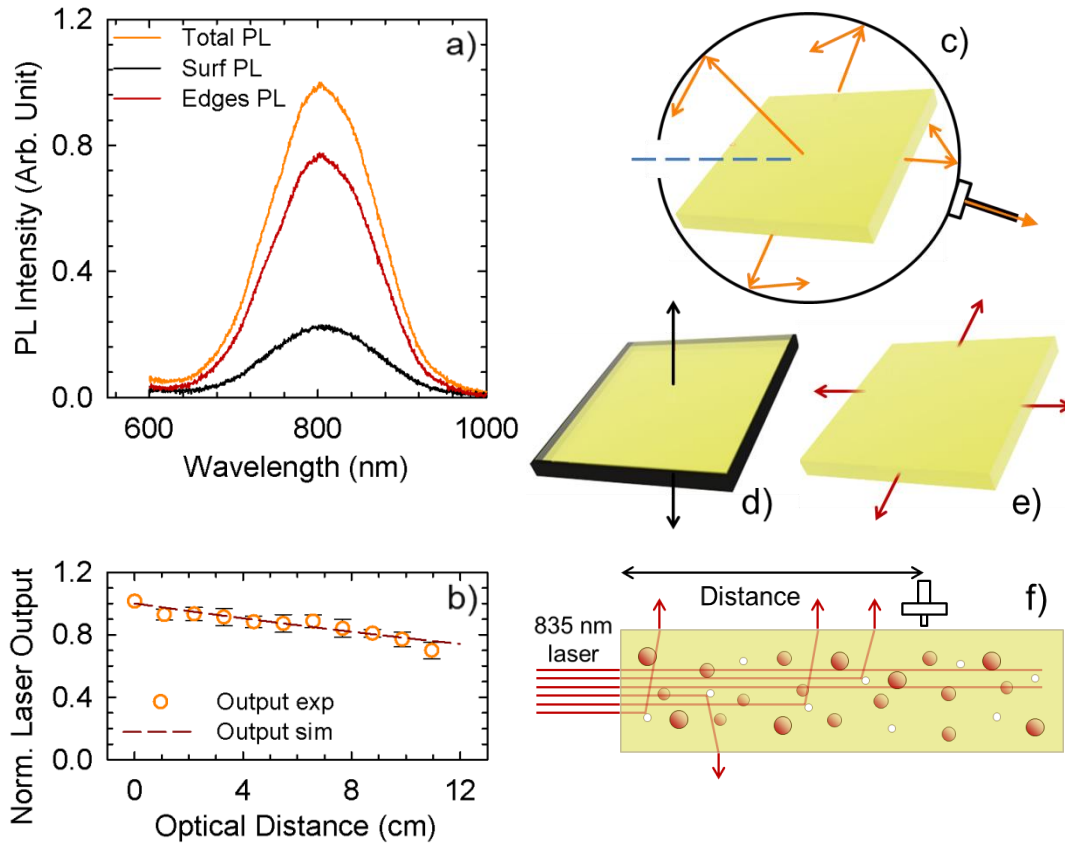 a)
PL Intensity (Arb. Unit)
1.2
0.8
0.4
0.0
Total PL
Surf PL
Edges PL
600
800
1000
Wavelength (nm)
c)
d)
e)
b)
Norm. Laser Output
1.2
0.8
0.4
0.0
Output exp
Output sim
0
4
8
12
Optical Distance (cm)
f)
Distance
835 nm
laser